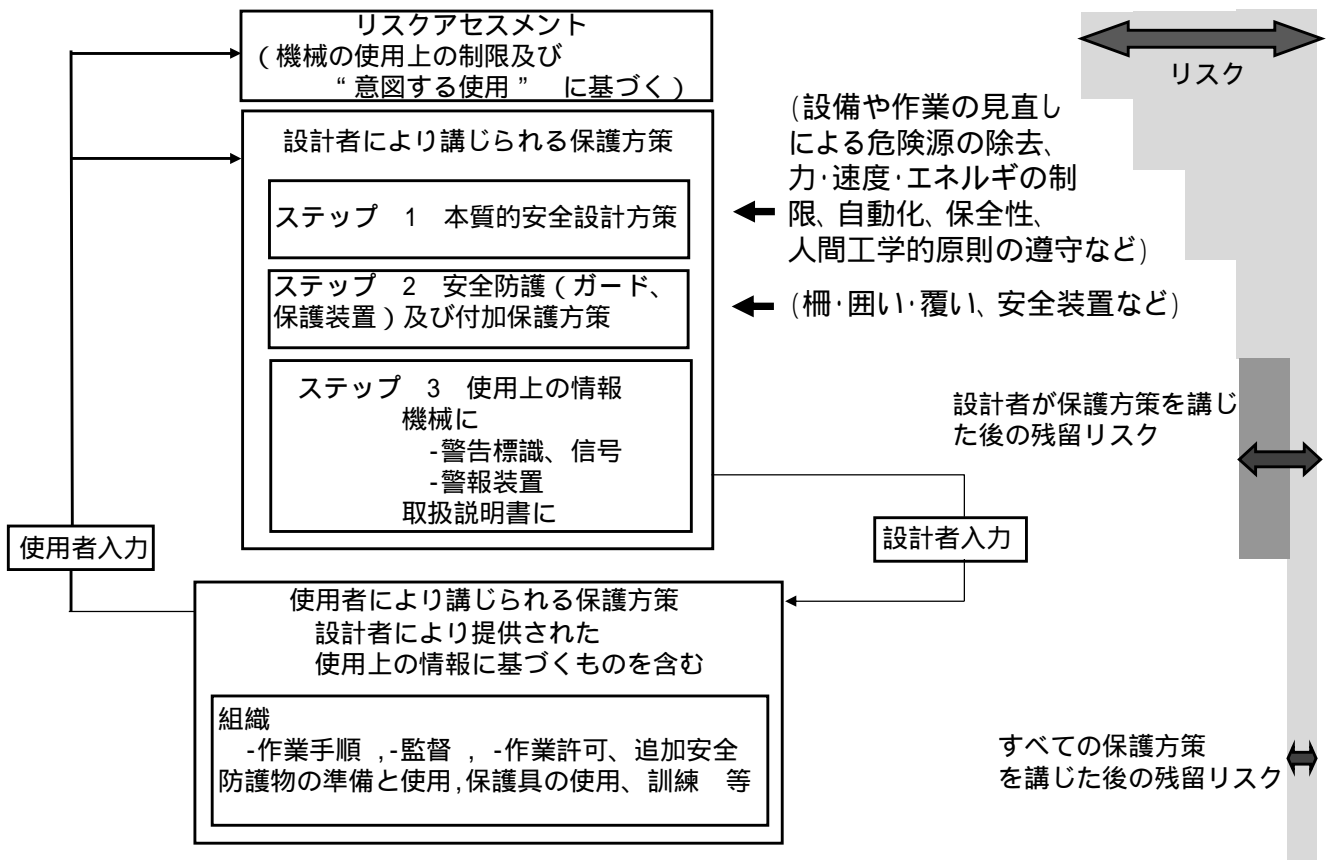 リスクアセスメント
(機械の使用上の制限及び
“意図する使用” に基づく)
リスク
設計者により講じられる保護方策
ステップ 1 本質的安全設計方策
(設備や作業の見直し
による危険源の除去、
力･速度･エネルギの制
限、自動化、保全性、
人間工学的原則の遵守など)
ステップ 2 安全防護(ガード、
保護装置)及び付加保護方策
(柵･囲い･覆い、安全装置など)
ステップ 3 使用上の情報
機械に
-警告標識、信号
-警報装置
取扱説明書に
設計者が保護方策を講じ
た後の残留リスク
使用者入力
設計者入力
使用者により講じられる保護方策
設計者により提供された
使用上の情報に基づくものを含む
組織
-作業手順 ,-監督 , -作業許可、追加安全
防護物の準備と使用,保護具の使用、訓練 等
すべての保護方策
を講じた後の残留リスク